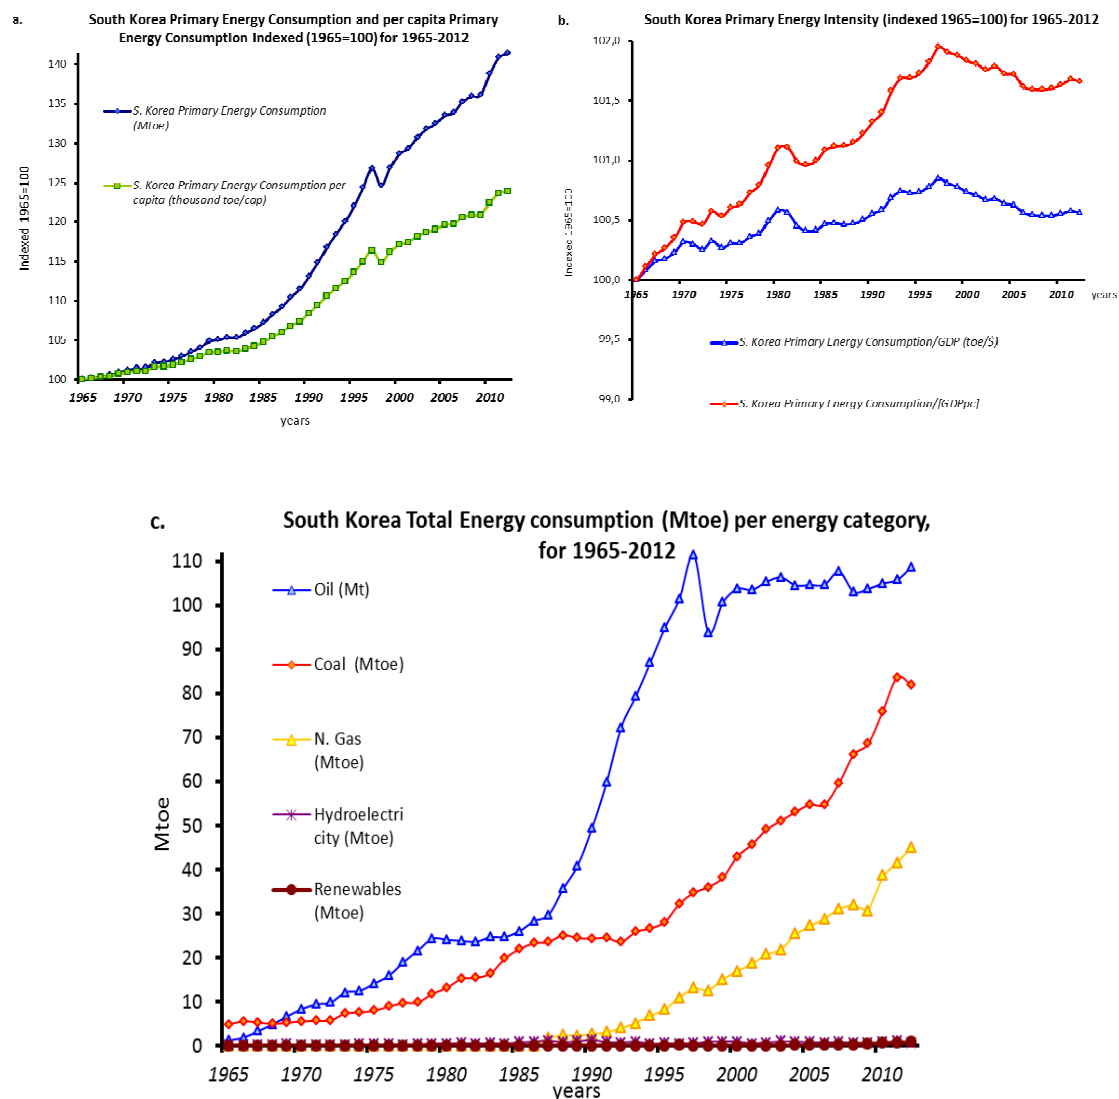 a.
South Korea Primary Energy Consumption and per capita Primary
Energy Consumption Indexed (1965=100) for 1965-2012
140
135
130
125
120
115
110
105
100
Indexed 1965=100
S. Korea Primary Energy Consumption
(Mtoe)
S. Korea Primary Energy Consumption per
capita (thousand toe/cap)
1965 1970 1975 1980 1985 1990 1995 2000 2005 2010
years
b.
South Korea Primary Energy Intensity (indexed 1965=100) for 1965-2012
102,0
101,5
101,0
100,5
100,0
99,5
99,0
Indexed 1965=100
1965 1970 1975 1980 1985 1990 1995 2000 2005 2010 years
S. Korea Primary Energy Consumption/GDP (toe/$)
S. Korea Primary Energy Consumption/[GDPpc]
c.
South Korea Total Energy consumption (Mtoe) per energy category,
for 1965-2012
110
100
90
80
70
60
50
40
30
20
10
0
Mtoe
Oil (Mt)
Coal (Mtoe)
N. Gas
(Mtoe)
Hydroelectri
city (Mtoe)
Renewables
(Mtoe)
1965 1970 1975 1980 1985 1990 1995 2000 2005 2010
years